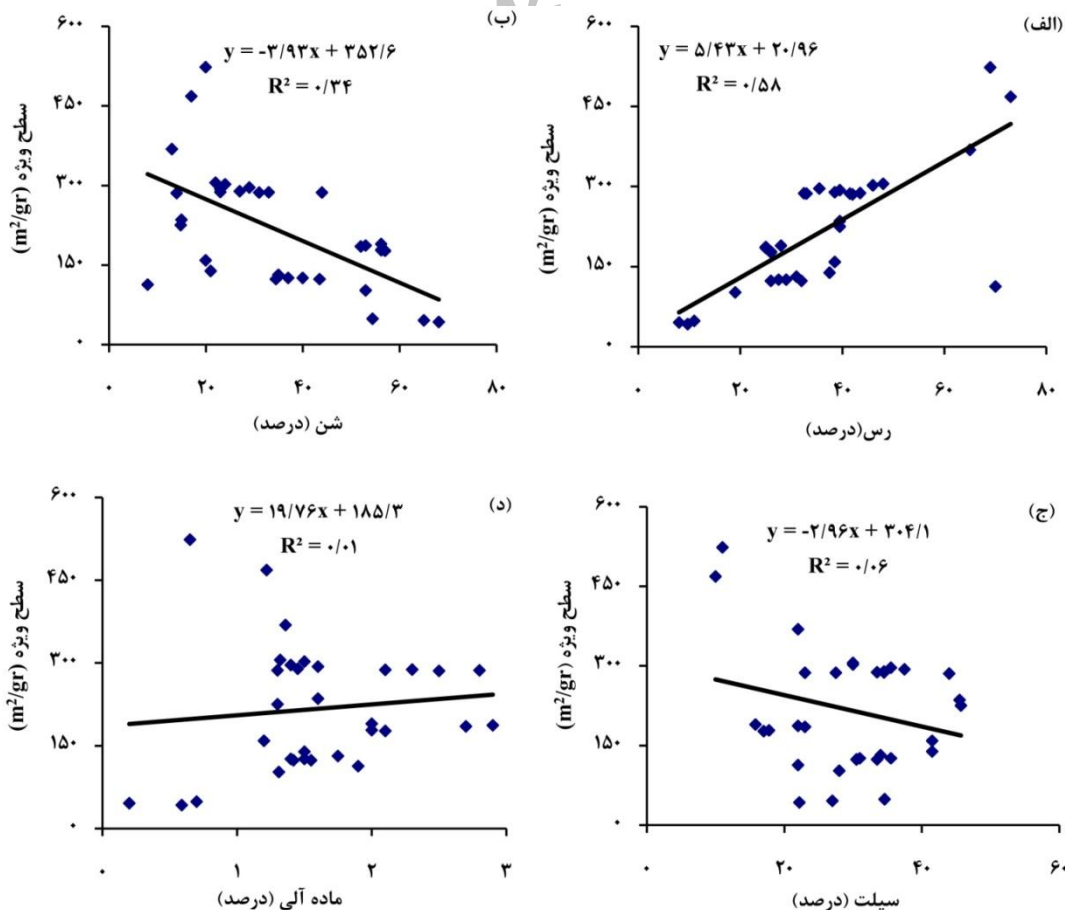 (الف)
y = ۵/۴۳x + ۲۰/۹۶
R² = ۰/۵۸
سطح ویژه (m²/gr)
۶۰۰
۴۵۰
۳۰۰
۱۵۰
۰
۰ ۲۰ ۴۰ ۶۰ ۸۰
رس(درصد)
(ب)
y = -۳/۹۳x + ۳۵۲/۶
R² = ۰/۳۴
سطح ویژه (m²/gr)
۶۰۰
۴۵۰
۳۰۰
۱۵۰
۰
۰ ۲۰ ۴۰ ۶۰ ۸۰
شن (درصد)
(ج)
y = -۲/۹۶x + ۳۰۴/۱
R² = ۰/۰۶
سطح ویژه (m²/gr)
۶۰۰
۴۵۰
۳۰۰
۱۵۰
۰
۰ ۲۰ ۴۰ ۶۰
سیلت (درصد)
(د)
y = ۱۹/۷۶x + ۱۸۵/۳
R² = ۰/۰۱
سطح ویژه (m²/gr)
۶۰۰
۴۵۰
۳۰۰
۱۵۰
۰
۰ ۱ ۲ ۳
ماده آلی (درصد)